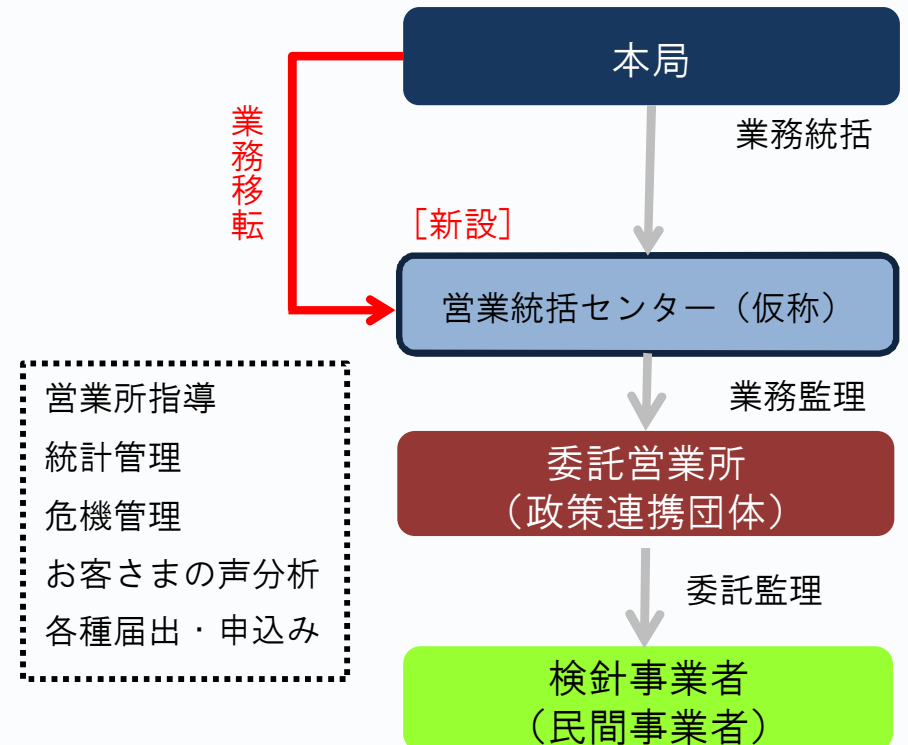 本局
業務統括
業務移転
［新設］
営業統括センター（仮称）
業務監理
営業所指導
統計管理
危機管理
お客さまの声分析
各種届出・申込み
委託営業所
（政策連携団体）
委託監理
検針事業者
（民間事業者）